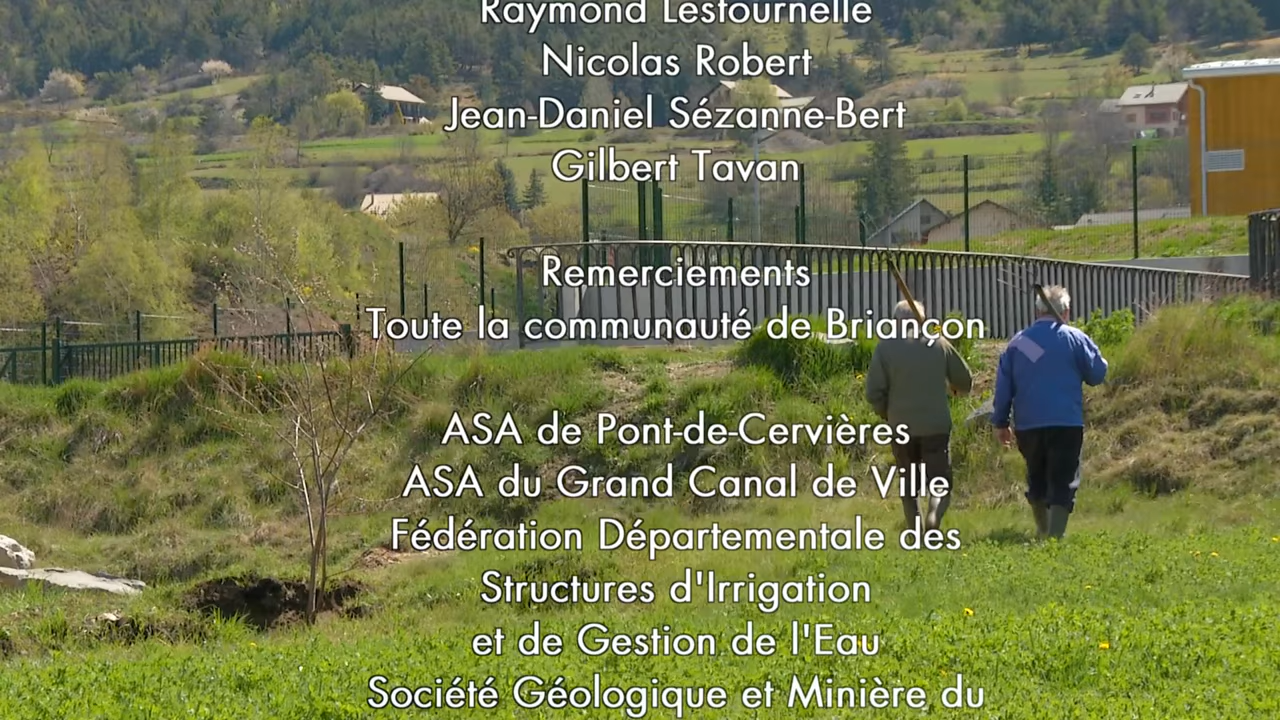 Raymond Lestournelle
Nicolas Robert
Jean-Daniel Sézanne-Bert
Gilbert Tavan
Remerciements
Toute la communauté de Briançon
ASA de Pont-de-Cervières
ASA du Grand Canal de Ville
Fédération Départementale des
Structures d'Irrigation
et de Gestion de l'Eau
Société Géologique et Minière du